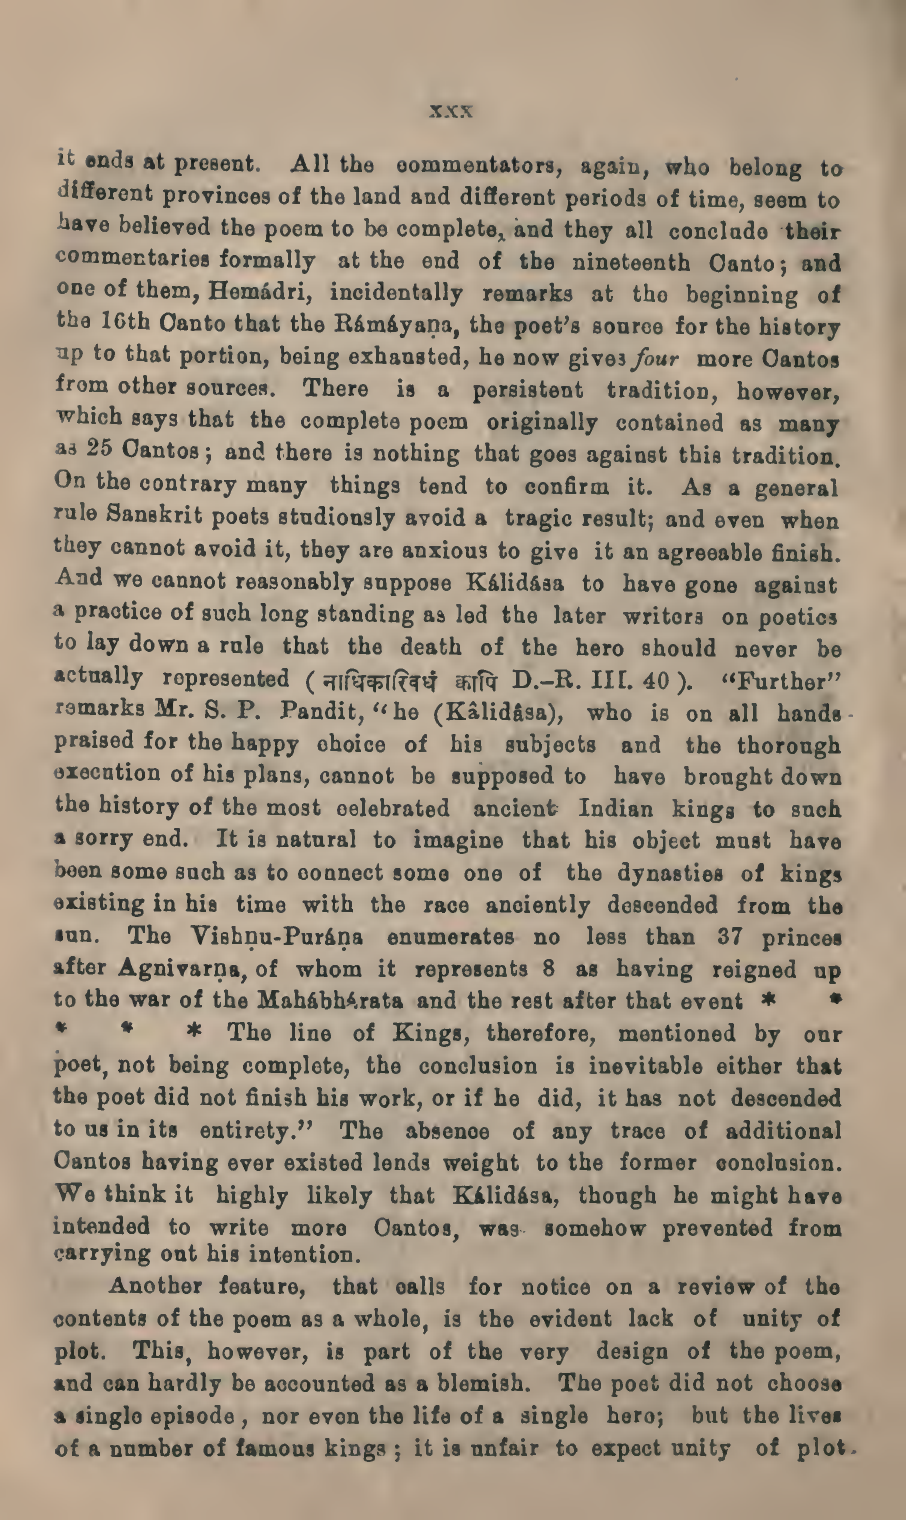 xxx
it ends at present. All the commentators, again, who belong to
different provinces of the land and different periods of time, seem to
have believed the poem to be complete, and they all conclude their
commentaries formally at the end of the nineteenth Canto; and
one of them, Hemádri, incidentally remarks at the beginning of
the 16th Canto that the Rámáyaṇa, the poet's source for the history
up to that portion, being exhausted, he now gives four more Cantos
from other sources. There is a persistent tradition, however,
which says that the complete poem originally contained as many
as 25 Cantos; and there is nothing that goes against this tradition.
On the contrary many things tend to confirm it. As a general
rule Sanskrit poets studiously avoid a tragic result; and even when
they cannot avoid it, they are anxious to give it an agreeable finish.
And we cannot reasonably suppose Kálidása to have gone against
a practice of such long standing as led the later writers on poetics
to lay down a rule that the death of the hero should never be
actually represented ( नाधिकारिवधं कापि D.-R. III. 40 ). “Further”
remarks Mr. S. P. Pandit, “he (Kâlidâsa), who is on all hands
praised for the happy choice of his subjects and the thorough
execution of his plans, cannot be supposed to have brought down
the history of the most celebrated ancient Indian kings to such
a sorry end. It is natural to imagine that his object must have
been some such as to connect some one of the dynasties of kings
existing in his time with the race anciently descended from the
sun. The Vishṇu-Puráṇa enumerates no less than 37 princes
after Agnivarṇa, of whom it represents 8 as having reigned up
to the war of the Mahábhárata and the rest after that event * *
* * * The line of Kings, therefore, mentioned by our
poet, not being complete, the conclusion is inevitable either that
the poet did not finish his work, or if he did, it has not descended
to us in its entirety.” The absence of any trace of additional
Cantos having ever existed lends weight to the former conclusion.
We think it highly likely that Kálidása, though he might have
intended to write more Cantos, was somehow prevented from
carrying out his intention.
Another feature, that calls for notice on a review of the
contents of the poem as a whole, is the evident lack of unity of
plot. This, however, is part of the very design of the poem,
and can hardly be accounted as a blemish. The poet did not choose
a single episode, nor even the life of a single hero; but the lives
of a number of famous kings; it is unfair to expect unity of plot